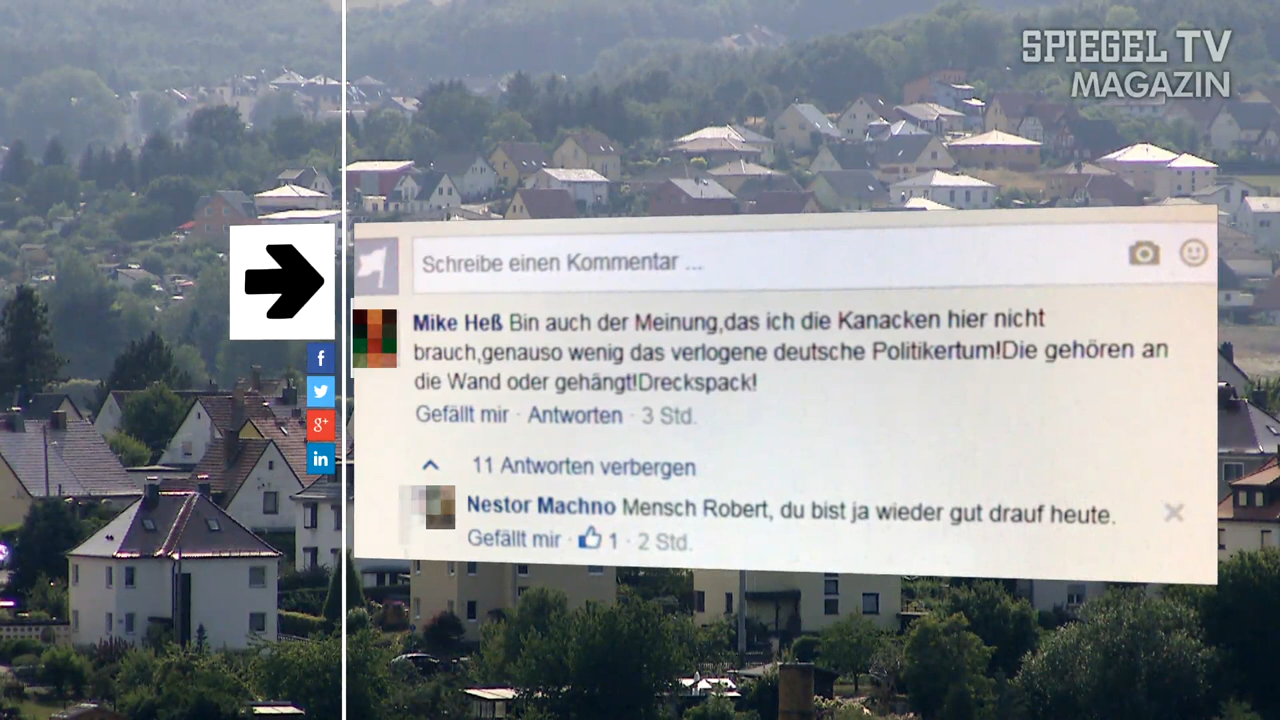 SPIEGEL TV
MAGAZIN
Schreibe einen Kommentar ...
Mike Heß Bin auch der Meinung,das ich die Kanacken hier nicht
brauch,genauso wenig das verlogene deutsche Politikertum!Die gehören an
die Wand oder gehängt!Dreckspack!
Gefällt mir · Antworten · 3 Std.
11 Antworten verbergen
Nestor Machno Mensch Robert, du bist ja wieder gut drauf heute.
Gefällt mir · 1 · 2 Std.
f
g+
in